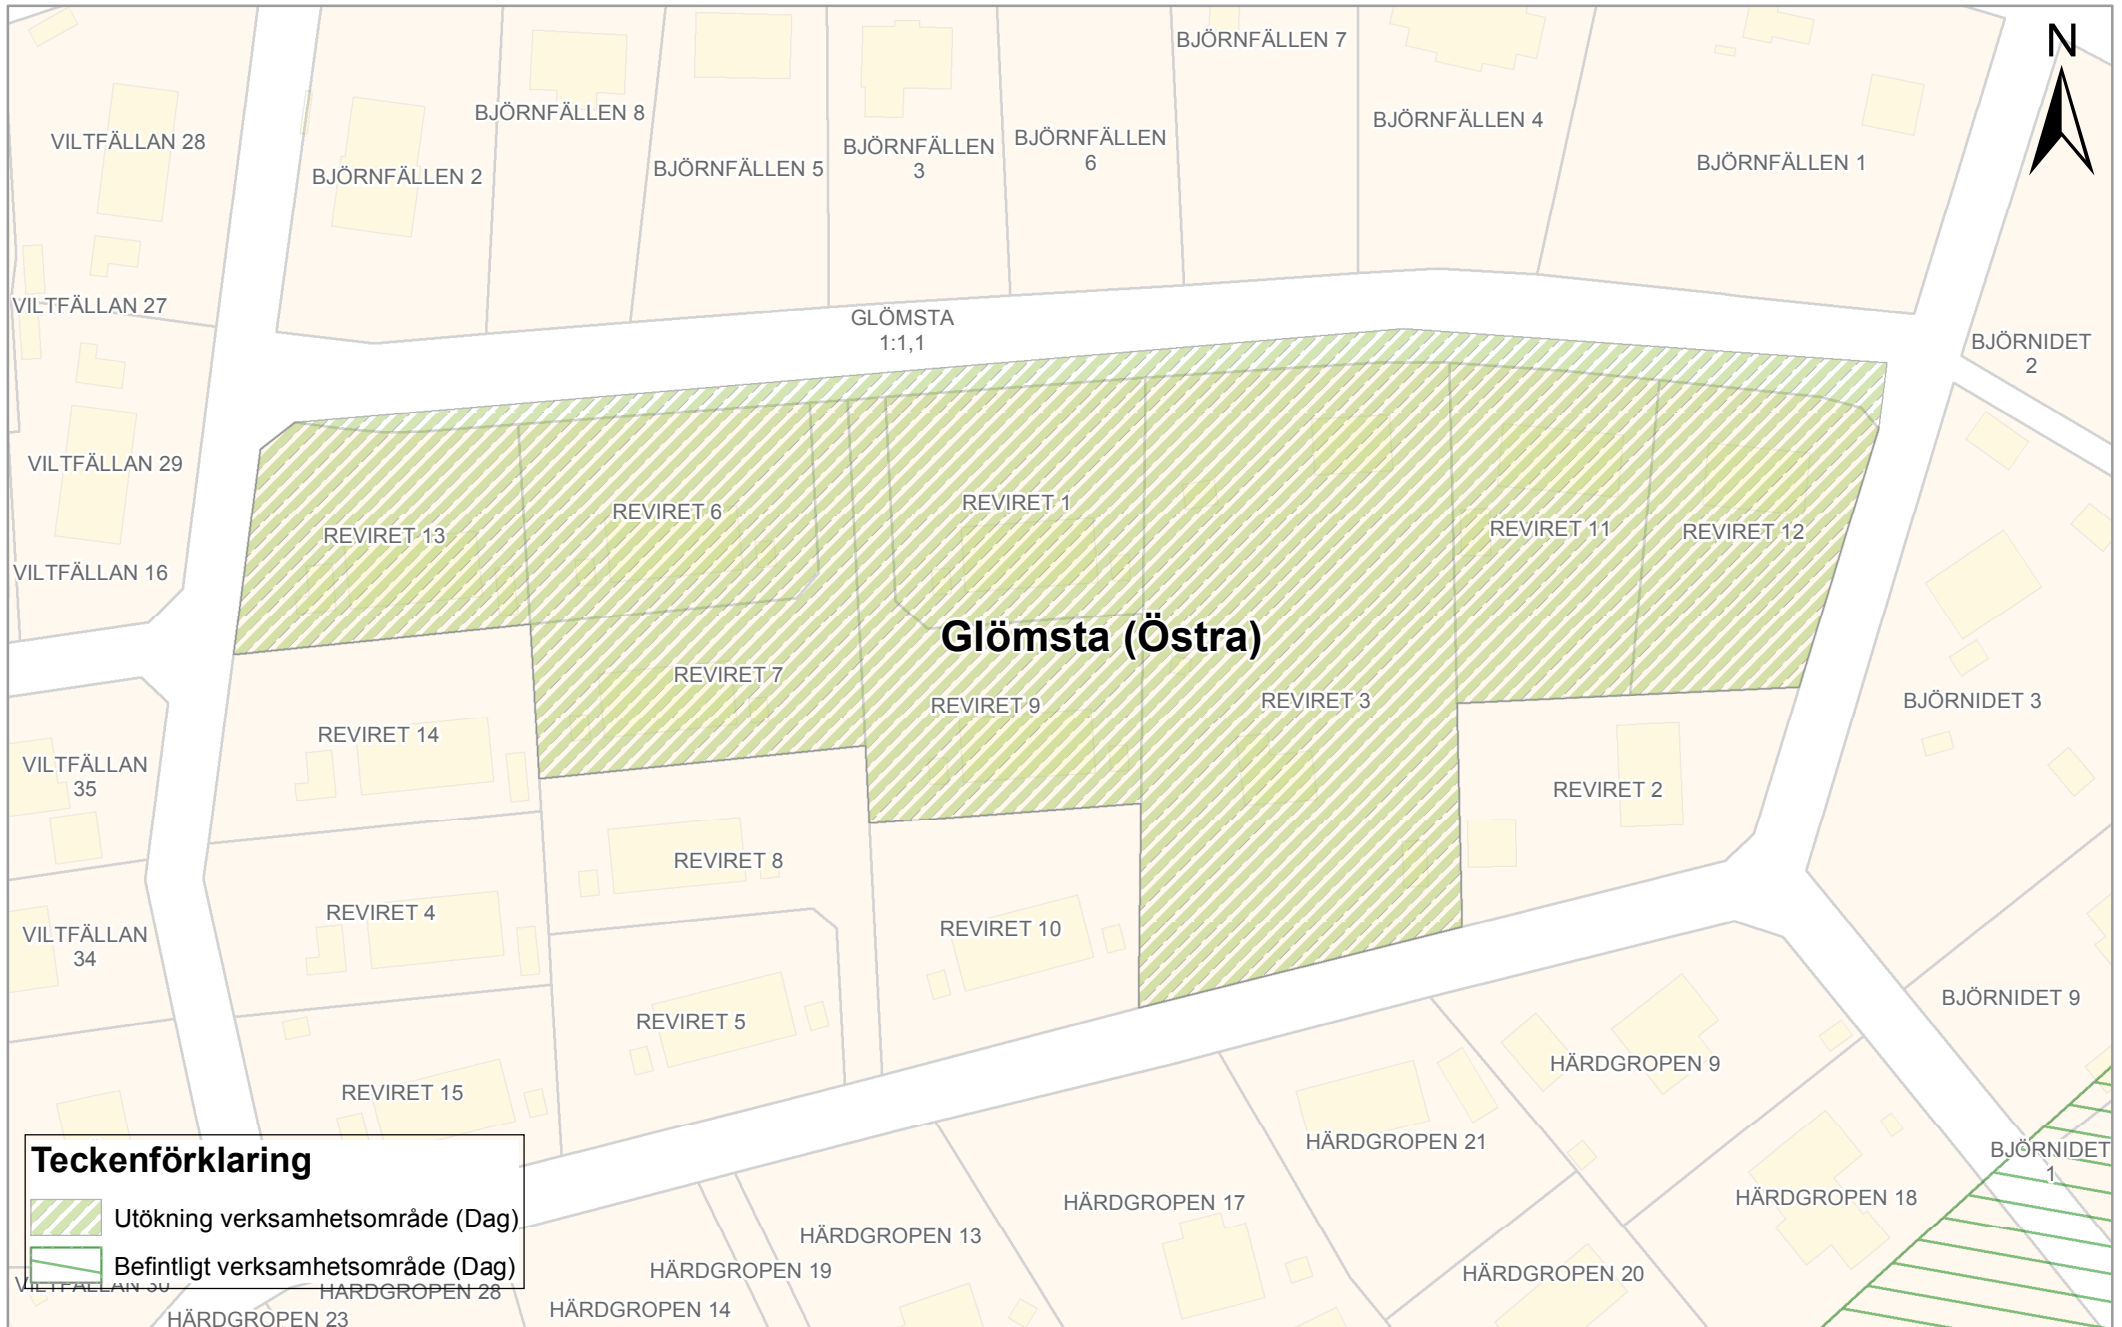 N
BJÖRNFÄLLEN 7
BJÖRNFÄLLEN 8
BJÖRNFÄLLEN 4
VILTFÄLLAN 28
BJÖRNFÄLLEN
3
BJÖRNFÄLLEN
6
BJÖRNFÄLLEN 2
BJÖRNFÄLLEN 5
BJÖRNFÄLLEN 1
VILTFÄLLAN 27
GLÖMSTA
1:1,1
BJÖRNIDET
2
VILTFÄLLAN 29
REVIRET 13
REVIRET 6
REVIRET 1
REVIRET 11
REVIRET 12
VILTFÄLLAN 16
Glömsta (Östra)
REVIRET 7
REVIRET 9
REVIRET 3
BJÖRNIDET 3
REVIRET 14
VILTFÄLLAN
35
REVIRET 2
REVIRET 8
REVIRET 4
REVIRET 10
VILTFÄLLAN
34
REVIRET 5
BJÖRNIDET 9
REVIRET 15
HÄRDGROPEN 9
HÄRDGROPEN 21
BJÖRNIDET
1
HÄRDGROPEN 17
HÄRDGROPEN 18
HÄRDGROPEN 13
HÄRDGROPEN 19
HÄRDGROPEN 20
HÄRDGROPEN 14
Teckenförklaring
Utökning verksamhetsområde (Dag)
Befintligt verksamhetsområde (Dag)
VILTFÄLLAN 30
HÄRDGROPEN 28
HÄRDGROPEN 23